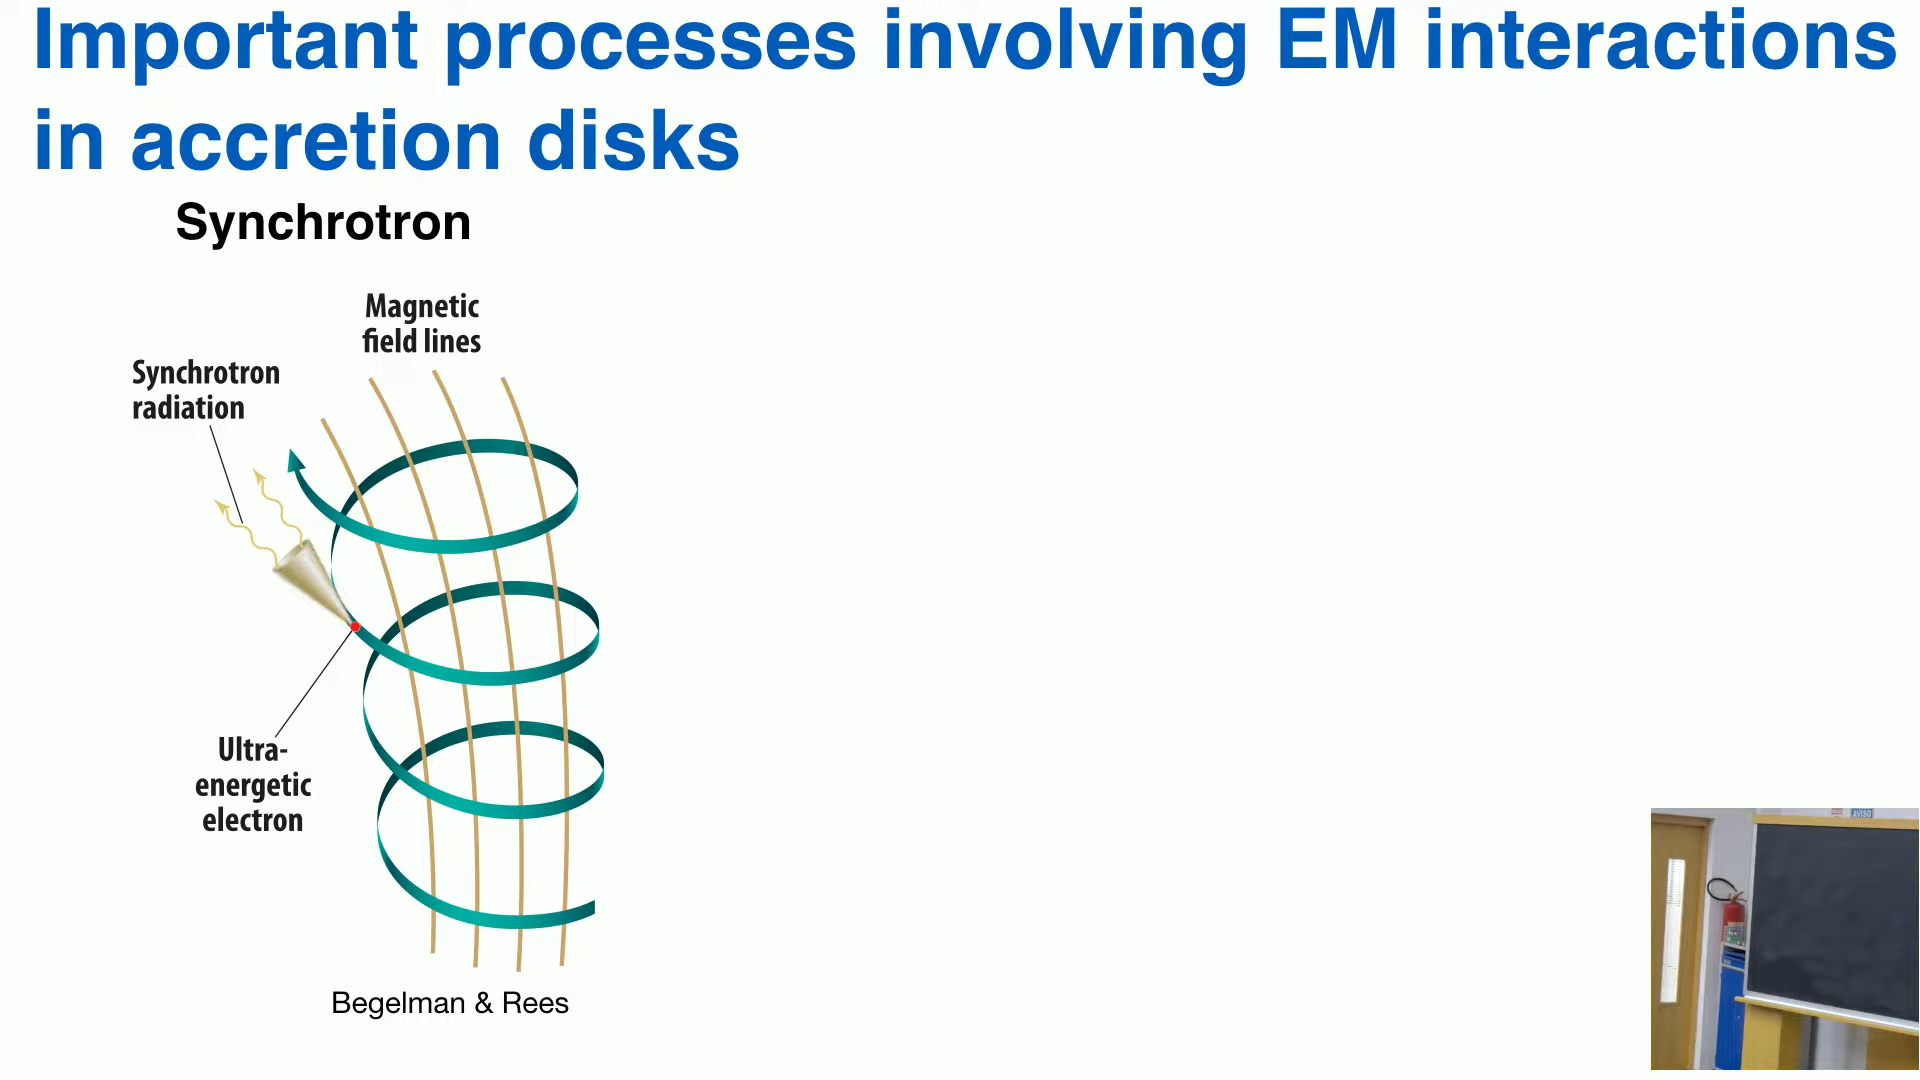 Important processes involving EM interactions
in accretion disks
Synchrotron
Magnetic
field lines
Synchrotron
radiation
Ultra-
energetic
electron
Begelman & Rees
AVISO